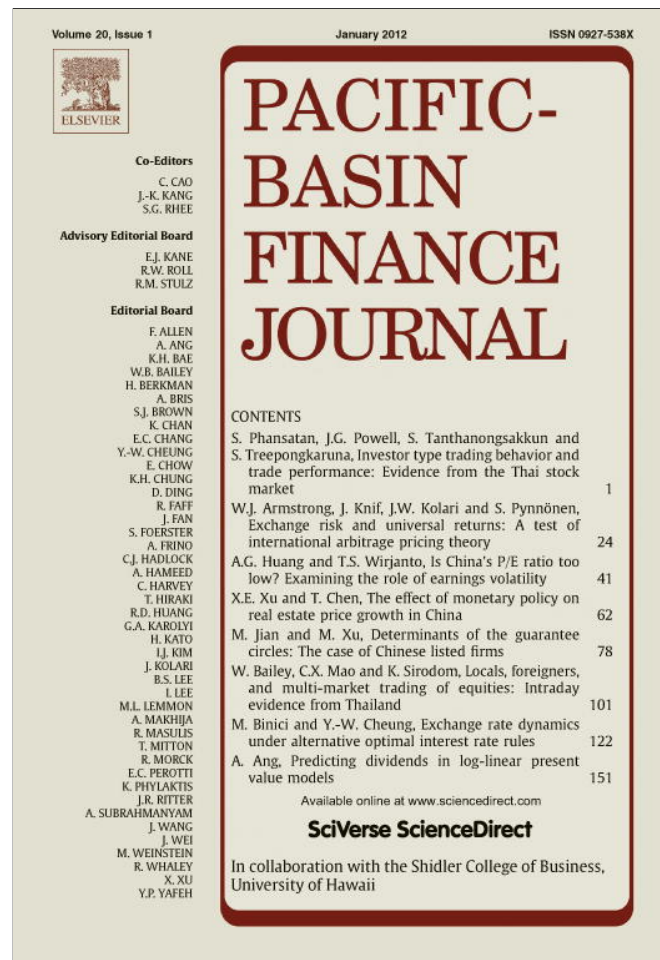 Volume 20, Issue 1 January 2012 ISSN 0927-538X
ELSEVIER
Co-Editors
C. CAO
J.-K. KANG
S.G. RHEE
Advisory Editorial Board
E.J. KANE
R.W. ROLL
R.M. STULZ
Editorial Board
F. ALLEN
A. ANG
K.H. BAE
W.B. BAILEY
H. BERKMAN
A. BRIS
S.J. BROWN
K. CHAN
E.C. CHANG
Y.-W. CHEUNG
E. CHOW
K.H. CHUNG
D. DING
R. FAFF
J. FAN
S. FOERSTER
A. FRINO
C.J. HADLOCK
A. HAMEED
C. HARVEY
T. HIRAKI
R.D. HUANG
G.A. KAROLYI
H. KATO
I.J. KIM
J. KOLARI
B.S. LEE
I. LEE
M.L. LEMMON
A. MAKHIJA
R. MASULIS
T. MITTON
R. MORCK
E.C. PEROTTI
K. PHYLAKTIS
J.R. RITTER
A. SUBRAHMANYAM
J. WANG
J. WEI
M. WEINSTEIN
R. WHALEY
X. XU
Y.P. YAFEH
PACIFIC-
BASIN
FINANCE
JOURNAL
CONTENTS
S. Phansatan, J.G. Powell, S. Tanthanongsakkun and
S. Treepongkaruna, Investor type trading behavior and
trade performance: Evidence from the Thai stock
market 1
W.J. Armstrong, J. Knif, J.W. Kolari and S. Pynnönen,
Exchange risk and universal returns: A test of
international arbitrage pricing theory 24
A.G. Huang and T.S. Wirjanto, Is China's P/E ratio too
low? Examining the role of earnings volatility 41
X.E. Xu and T. Chen, The effect of monetary policy on
real estate price growth in China 62
M. Jian and M. Xu, Determinants of the guarantee
circles: The case of Chinese listed firms 78
W. Bailey, C.X. Mao and K. Sirodom, Locals, foreigners,
and multi-market trading of equities: Intraday
evidence from Thailand 101
M. Binici and Y.-W. Cheung, Exchange rate dynamics
under alternative optimal interest rate rules 122
A. Ang, Predicting dividends in log-linear present
value models 151
Available online at www.sciencedirect.com
SciVerse ScienceDirect
In collaboration with the Shidler College of Business,
University of Hawaii